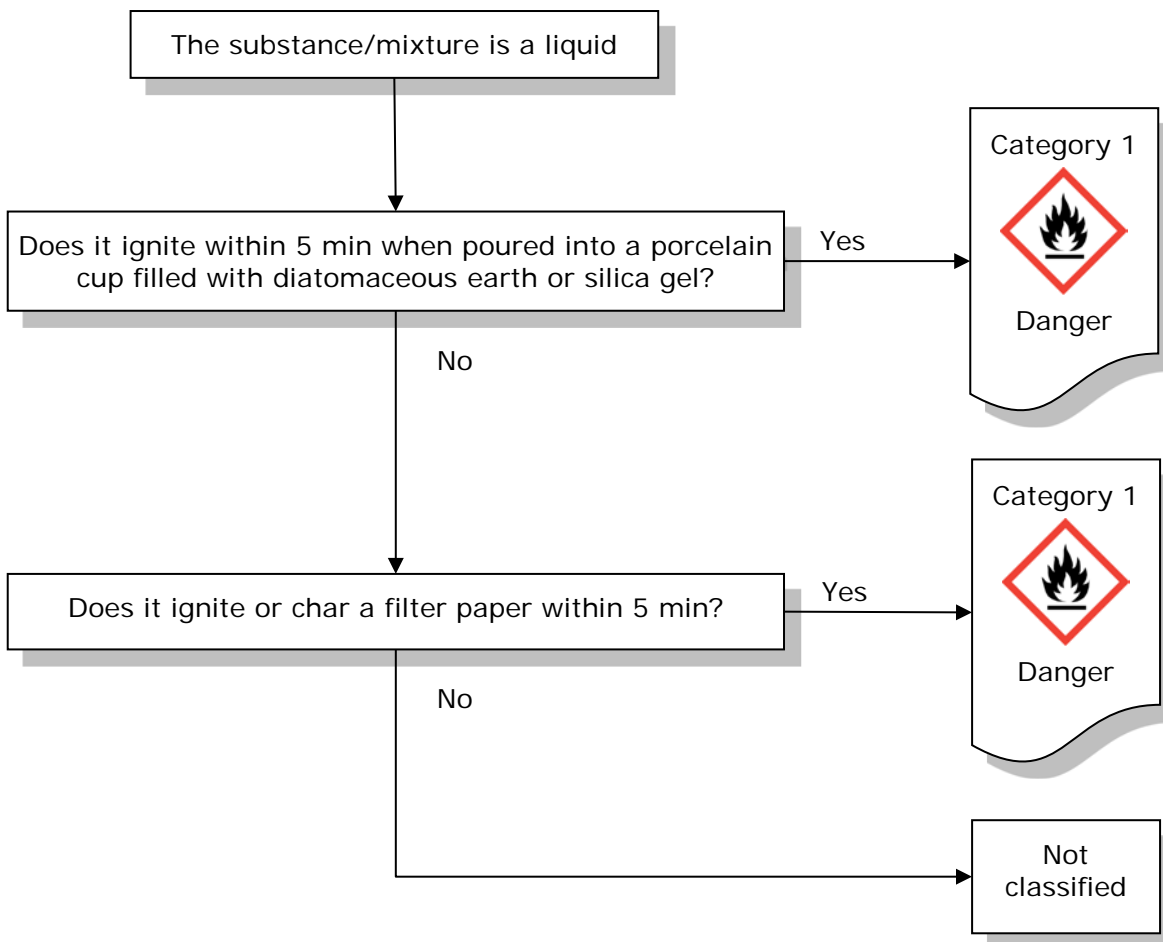 The substance/mixture is a liquid
Category 1
Does it ignite within 5 min when poured into a porcelain
cup filled with diatomaceous earth or silica gel?
Yes
Danger
No
Category 1
Does it ignite or char a filter paper within 5 min?
Yes
Danger
No
Not
classified